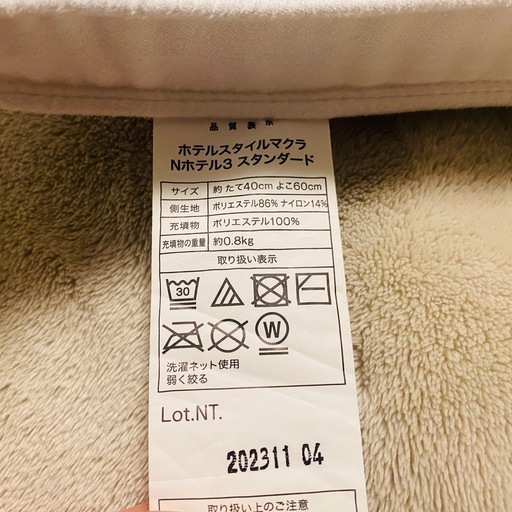 品質表示
ホテルスタイルマクラ
Nホテル3 スタンダード
サイズ 約 たて40cm よこ60cm
側生地 ポリエステル86% ナイロン14%
充填物 ポリエステル100%
充填物の重量 約0.8kg
取り扱い表示
30
W
洗濯ネット使用
弱く絞る
Lot.NT.
202311 04
取り扱い上のご注意